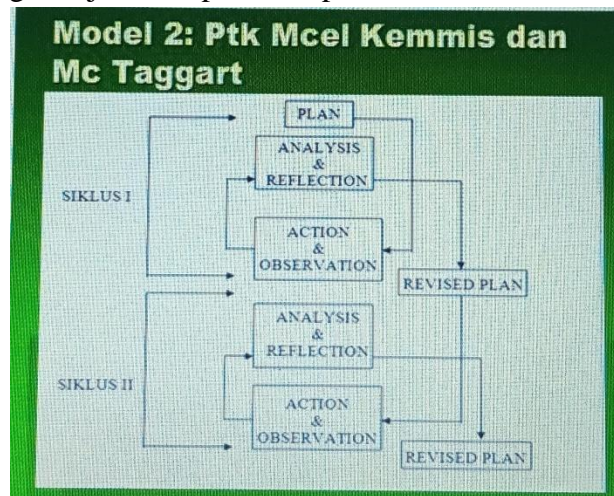 Model 2: Ptk Mcel Kemmis dan
Mc Taggart
PLAN
ANALYSIS
&
REFLECTION
SIKLUS I
ACTION
&
OBSERVATION
REVISED PLAN
ANALYSIS
&
REFLECTION
SIKLUS II
ACTION
&
OBSERVATION
REVISED PLAN